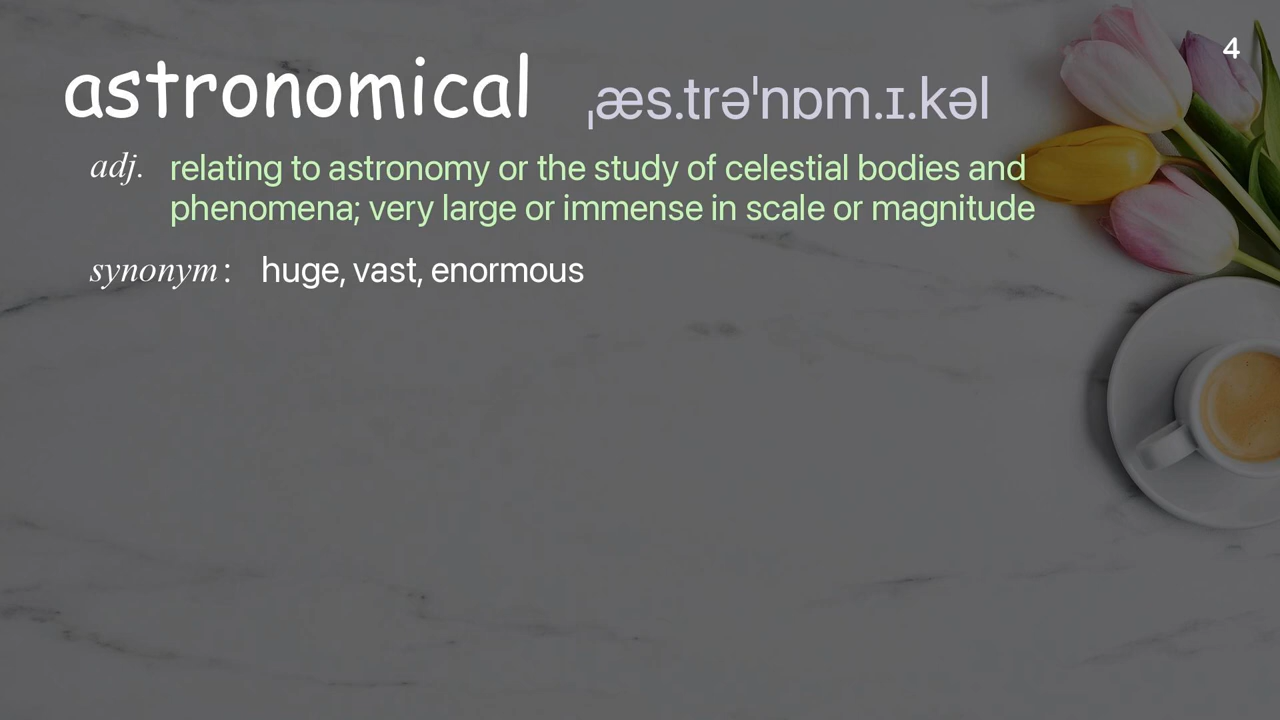 4
astronomical ˌæs.trəˈnɒm.ɪ.kəl
adj. relating to astronomy or the study of celestial bodies and
phenomena; very large or immense in scale or magnitude
synonym: huge, vast, enormous